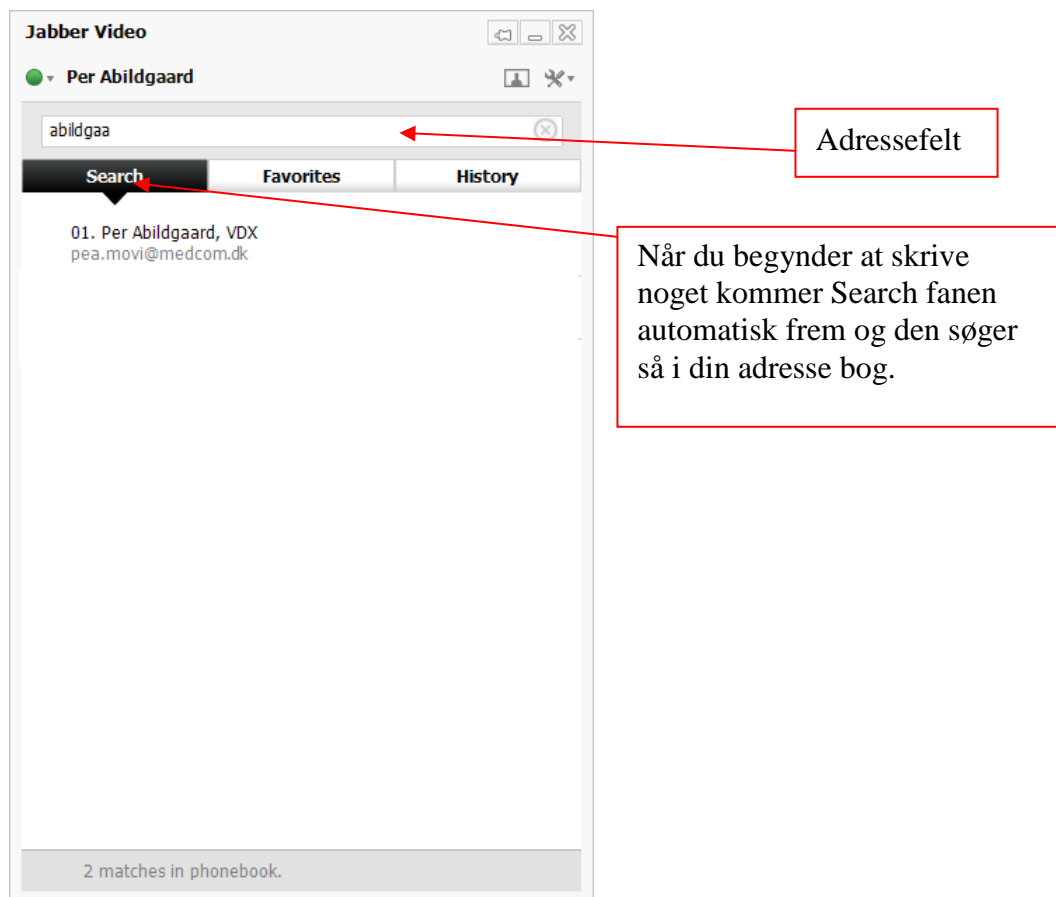 Jabber Video
Per Abildgaard
abildgaa
Adressefelt
Search Favorites History
01. Per Abildgaard, VDX
pea.movi@medcom.dk
Når du begynder at skrive
noget kommer Search fanen
automatisk frem og den søger
så i din adresse bog.
2 matches in phonebook.